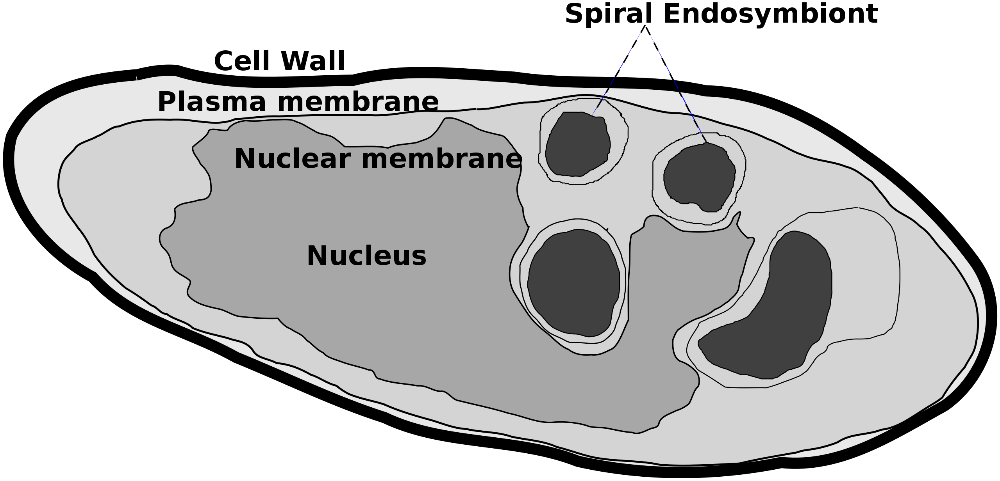 Spiral Endosymbiont
Cell Wall
Plasma membrane
Nuclear membrane
Nucleus